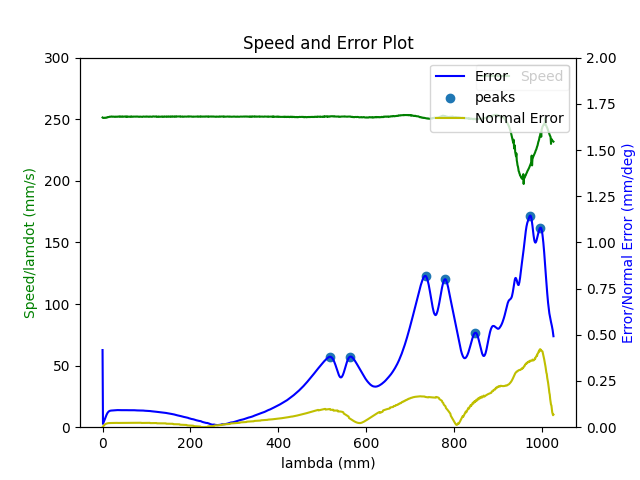 Speed and Error Plot
300
250
200
150
100
50
0
Speed/lamdot (mm/s)
2.00
1.75
1.50
1.25
1.00
0.75
0.50
0.25
0.00
Error/Normal Error (mm/deg)
Error
Speed
peaks
Normal Error
0 200 400 600 800 1000
lambda (mm)